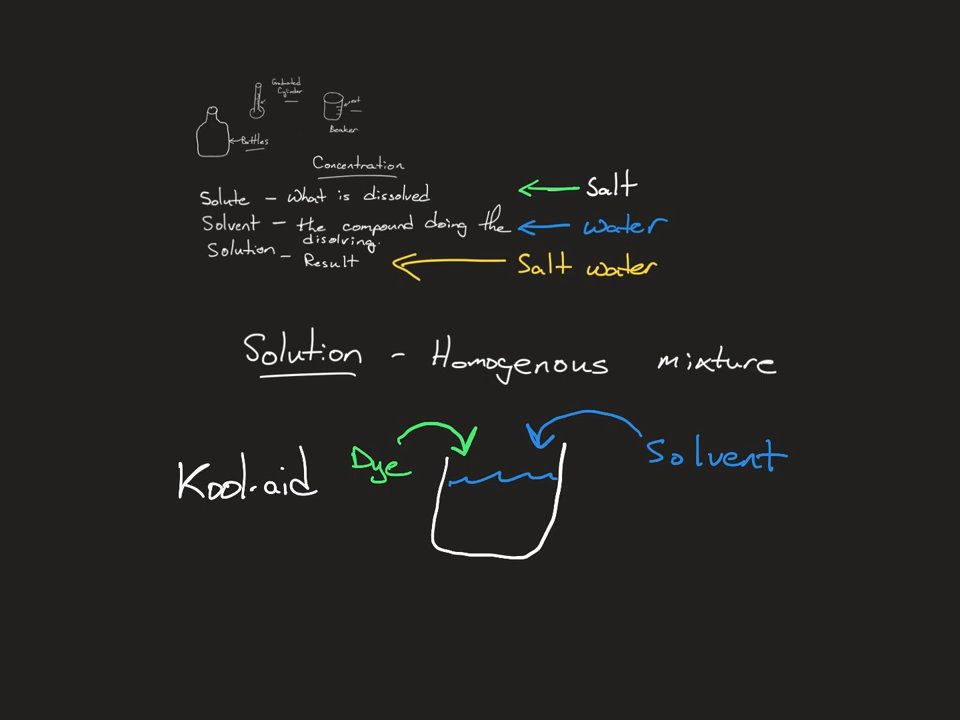 Graduated
Cylinder
Bottles
Beaker
Concentration
Solute - What is dissolved
Salt
Solvent - the compound doing the
disolving.
water
Solution - Result
Salt water
Solution - Homogenous mixture
Kool-aid
Dye
Solvent